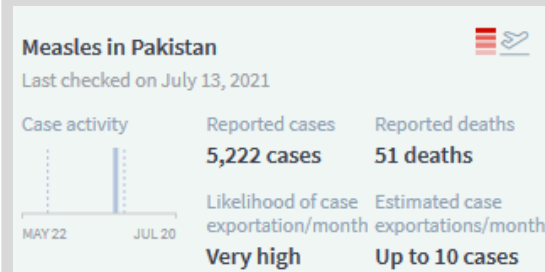 Measles in Pakistan
Last checked on July 13, 2021
Case activity
MAY 22 JUL 20
Reported cases
5,222 cases
Reported deaths
51 deaths
Likelihood of case
exportation/month
Very high
Estimated case
exportations/month
Up to 10 cases